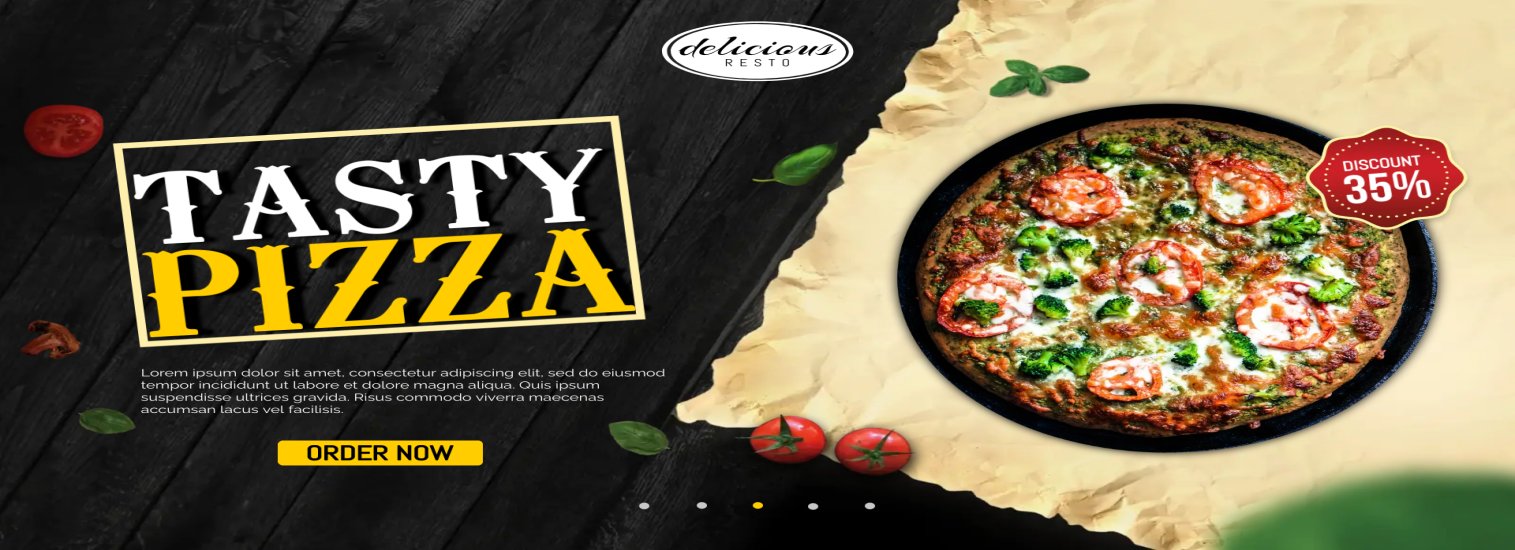 delicious
RESTO
TASTY
PIZZA
Lorem ipsum dolor sit amet, consectetur adipiscing elit, sed do eiusmod
tempor incididunt ut labore et dolore magna aliqua. Quis ipsum
suspendisse ultrices gravida. Risus commodo viverra maecenas
accumsan lacus vel facilisis.
ORDER NOW
DISCOUNT
35%